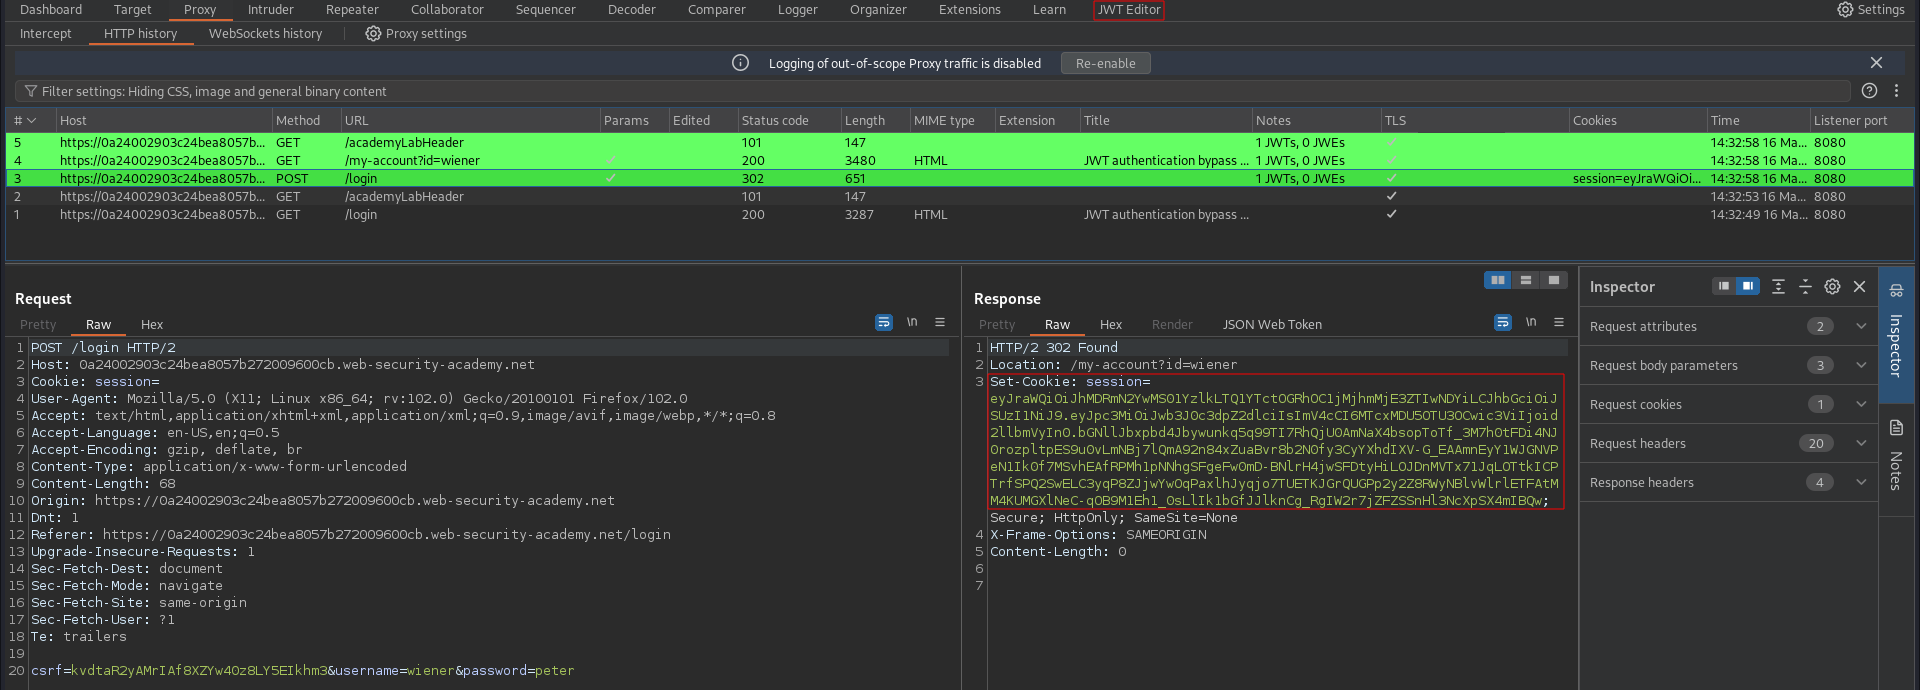 Dashboard Target Proxy Intruder Repeater Collaborator Sequencer Decoder Comparer Logger Organizer Extensions Learn JWT Editor Settings
Intercept HTTP history WebSockets history Proxy settings
Logging of out-of-scope Proxy traffic is disabled Re-enable
Filter settings: Hiding CSS, image and general binary content
# Host Method URL Params Edited Status code Length MIME type Extension Title Notes TLS Cookies Time Listener port
5 https://0a24002903c24bea8057b... GET /academyLabHeader 101 147 1 JWTs, 0 JWEs 14:32:58 16 Ma... 8080
4 https://0a24002903c24bea8057b... GET /my-account?id=wiener 200 3480 HTML JWT authentication bypass ... 1 JWTs, 0 JWEs 14:32:58 16 Ma... 8080
3 https://0a24002903c24bea8057b... POST /login 302 651 1 JWTs, 0 JWEs session=eyJraWQiOi... 14:32:58 16 Ma... 8080
2 https://0a24002903c24bea8057b... GET /academyLabHeader 101 147 14:32:53 16 Ma... 8080
1 https://0a24002903c24bea8057b... GET /login 200 3287 HTML JWT authentication bypass ... 14:32:49 16 Ma... 8080
Request
Pretty Raw Hex \n
1 POST /login HTTP/2
2 Host: 0a24002903c24bea8057b272009600cb.web-security-academy.net
3 Cookie: session=
4 User-Agent: Mozilla/5.0 (X11; Linux x86_64; rv:102.0) Gecko/20100101 Firefox/102.0
5 Accept: text/html,application/xhtml+xml,application/xml;q=0.9,image/avif,image/webp,*/*;q=0.8
6 Accept-Language: en-US,en;q=0.5
7 Accept-Encoding: gzip, deflate, br
8 Content-Type: application/x-www-form-urlencoded
9 Content-Length: 68
10 Origin: https://0a24002903c24bea8057b272009600cb.web-security-academy.net
11 Dnt: 1
12 Referer: https://0a24002903c24bea8057b272009600cb.web-security-academy.net/login
13 Upgrade-Insecure-Requests: 1
14 Sec-Fetch-Dest: document
15 Sec-Fetch-Mode: navigate
16 Sec-Fetch-Site: same-origin
17 Sec-Fetch-User: ?1
18 Te: trailers
19
20 csrf=kvdtaR2yAMrIAf8XZYw40z8LY5EIkhm3&username=wiener&password=peter
Response
Pretty Raw Hex Render JSON Web Token \n
1 HTTP/2 302 Found
2 Location: /my-account?id=wiener
3 Set-Cookie: session=
eyJraWQiOiJhMDRmN2YwMS01YzlkLTQ1YTctOGRhOC1jMjhmMjE3ZTIwNDYiLCJhbGciOiJ
SUzI1NiJ9.eyJpc3MiOiJwb3J0c3dpZ2dlciIsImV4cCI6MTcxMDU5OTU3OCwic3ViIjoid
2llbmVyIn0.bGNllJbxpbd4Jbywunkq5q99TI7RhQjUOAmNaX4bsopToTf_3M7hOtFDi4NJ
OrozpltpES9uOvLmNBj7lQmA92n84xZuaBvr8b2NOfy3CyYXhdIXV-G_EAAmnEyY1WJGNVP
eN1IkOf7MSvhEAfRPMh1pNNhgSFgeFwOmD-BNlrH4jwSFDtyHiLOJDnMVTx71JqLOTtkICP
TrfSPQ2SwELC3yqP8ZJjwYwOqPaxlhJyqjo7TUETKJGrQUGPp2y2Z8RWyNBlvWlrlETFAtM
M4KUMGXlNeC-qOB9M1Eh1_OsLlIk1bGfJJlknCg_RgIW2r7jZFZSSnHl3NcXpSX4mIBQw;
Secure; HttpOnly; SameSite=None
4 X-Frame-Options: SAMEORIGIN
5 Content-Length: 0
6
7
Inspector
Request attributes 2
Request body parameters 3
Request cookies 1
Request headers 20
Response headers 4
Inspector
Notes